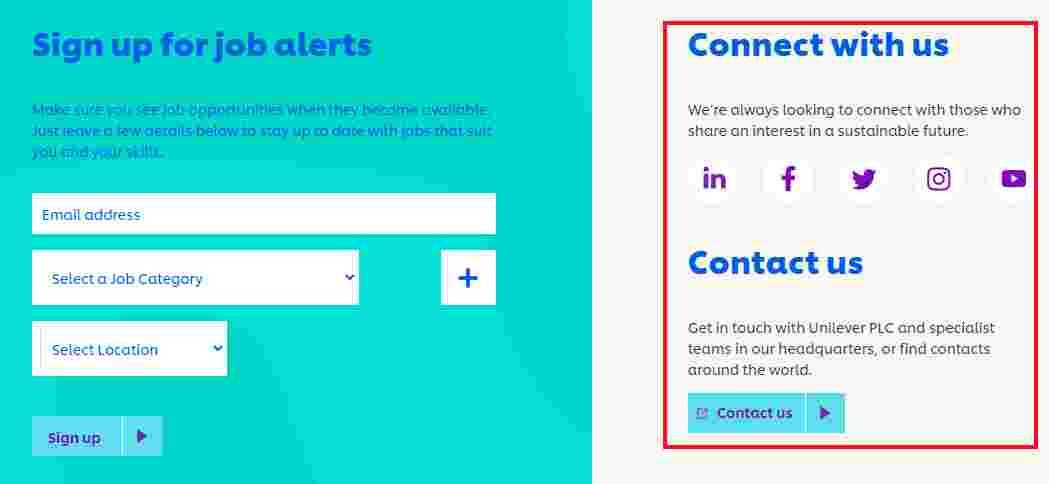 Sign up for job alerts
Make sure you see job opportunities when they become available.
Just leave a few details below to stay up to date with jobs that suit
you and your skills.
Email address
Select a Job Category
+
Select Location
Sign up
Connect with us
We're always looking to connect with those who
share an interest in a sustainable future.
in
f
Contact us
Get in touch with Unilever PLC and specialist
teams in our headquarters, or find contacts
around the world.
Contact us